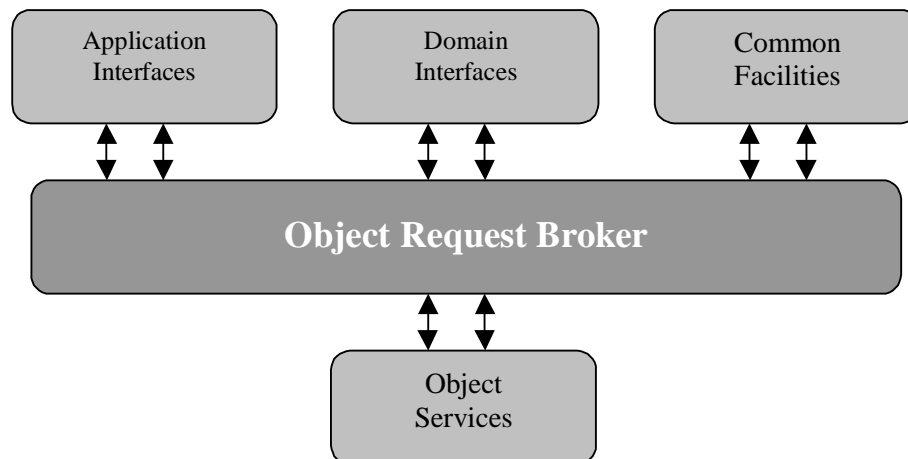 Application
Interfaces
Domain
Interfaces
Common
Facilities
Object Request Broker
Object
Services